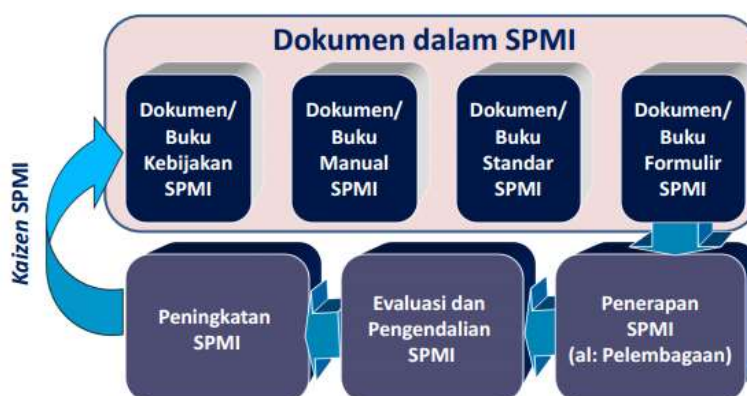 Dokumen dalam SPMI
Dokumen/
Buku
Kebijakan
SPMI
Dokumen/
Buku
Manual
SPMI
Dokumen/
Buku
Standar
SPMI
Dokumen/
Buku
Formulir
SPMI
Kaizen SPMI
Peningkatan
SPMI
Evaluasi dan
Pengendalian
SPMI
Penerapan
SPMI
(al: Pelembagaan)